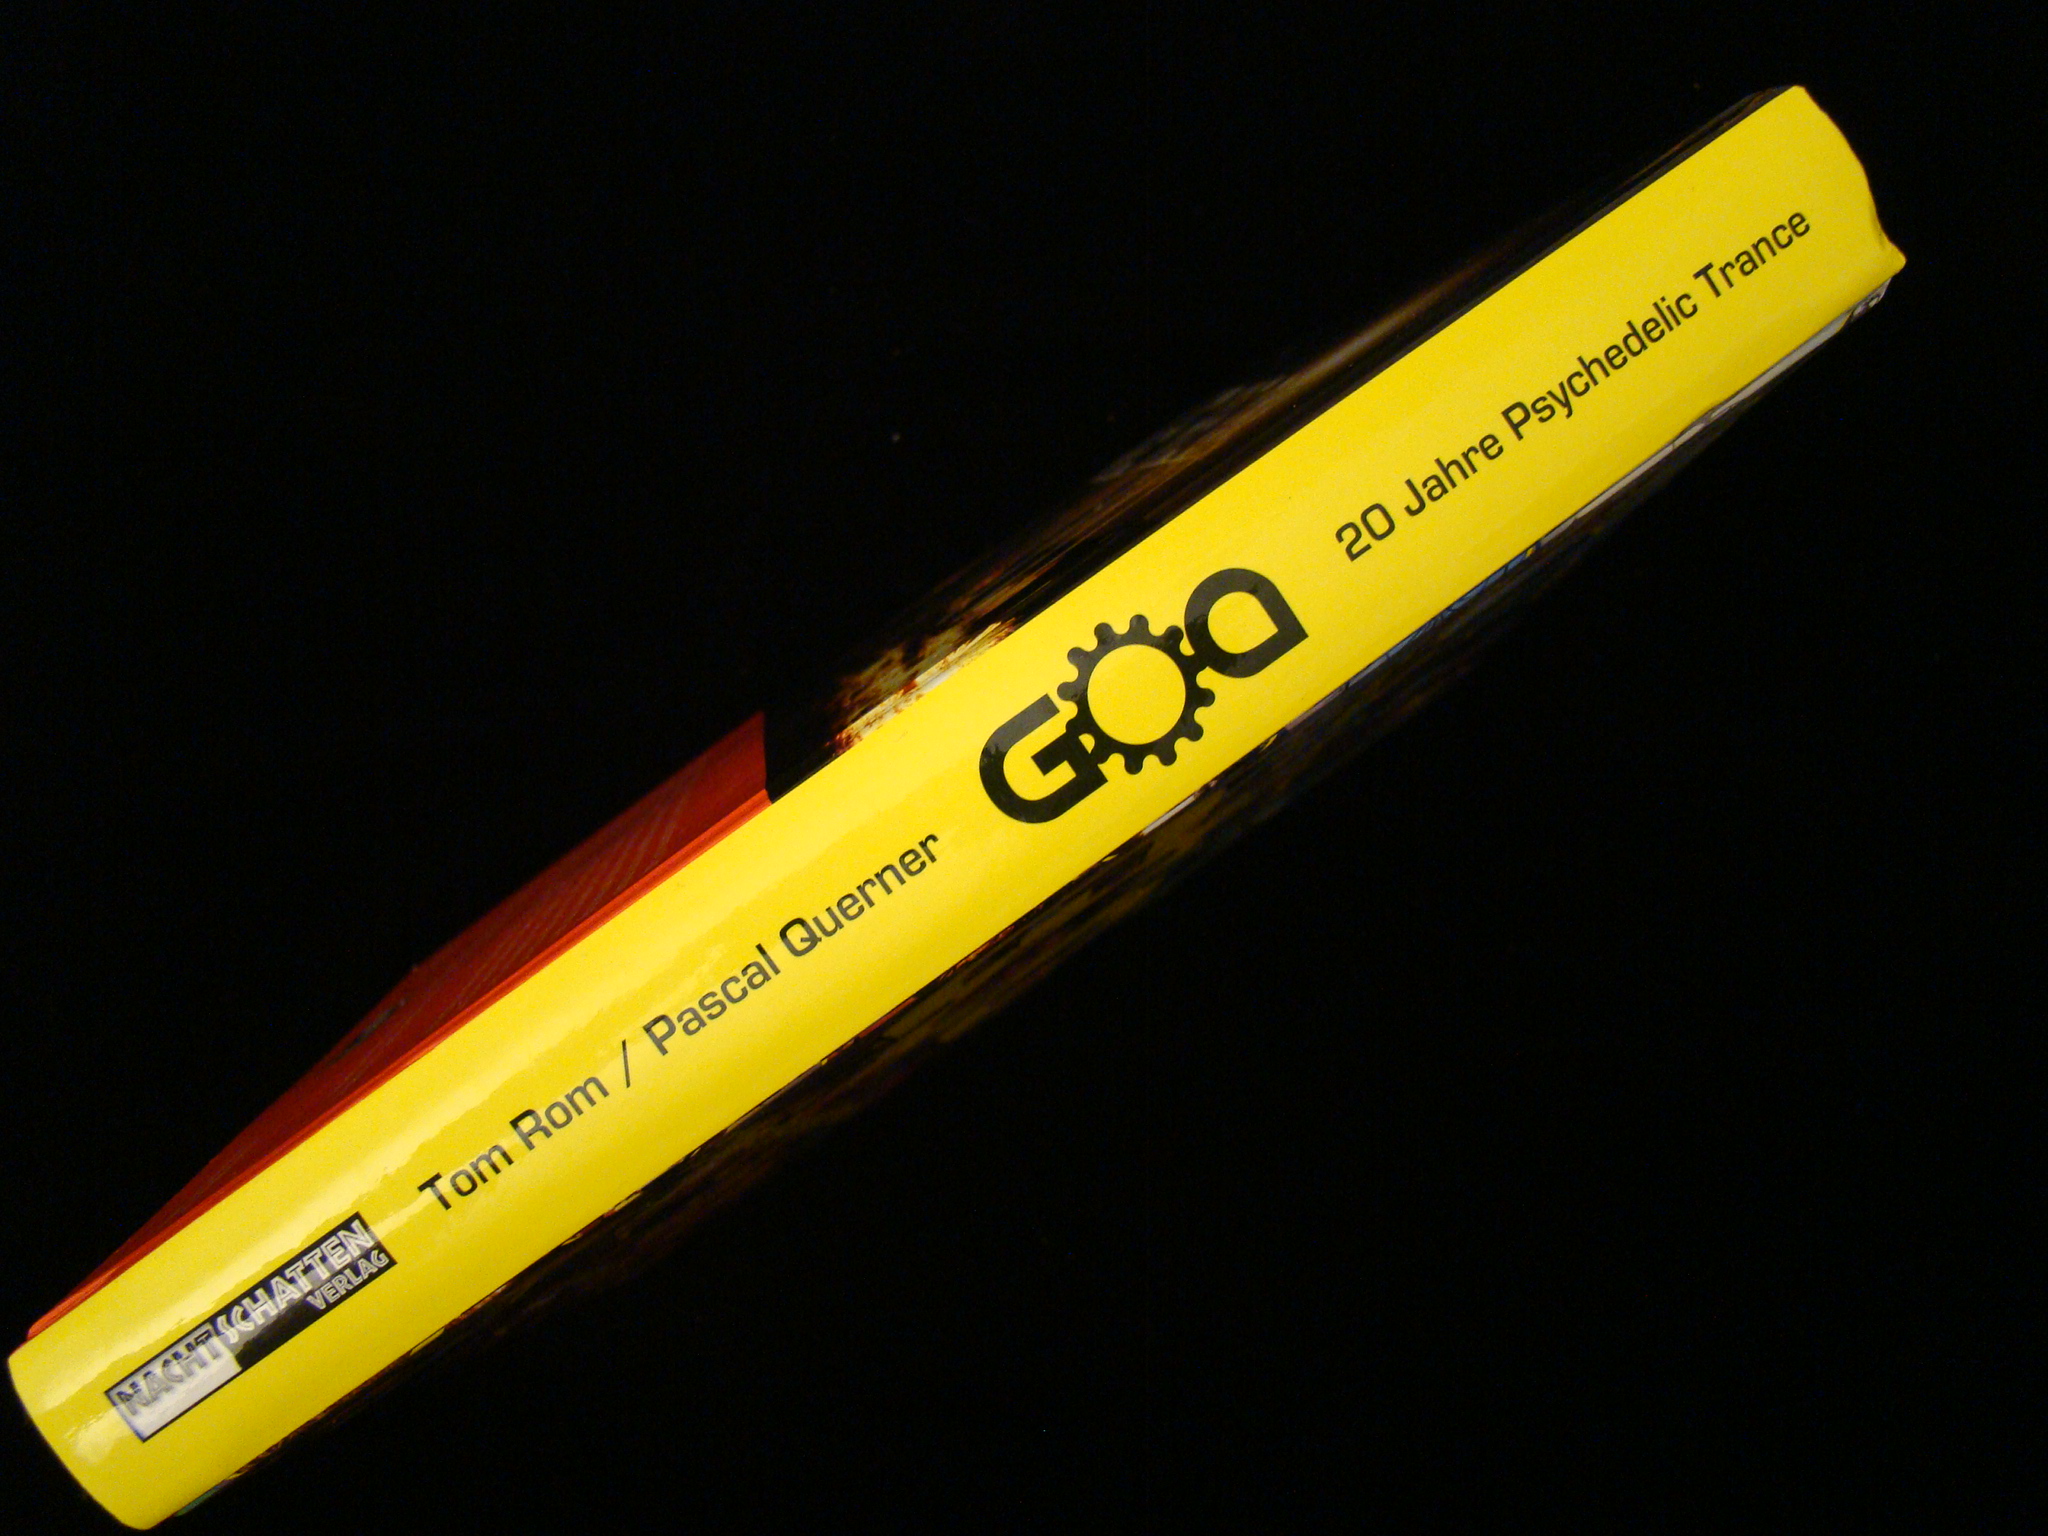 NACHTSCHATTEN
VERLAG
Tom Rom / Pascal Querner
GOA
20 Jahre Psychedelic Trance